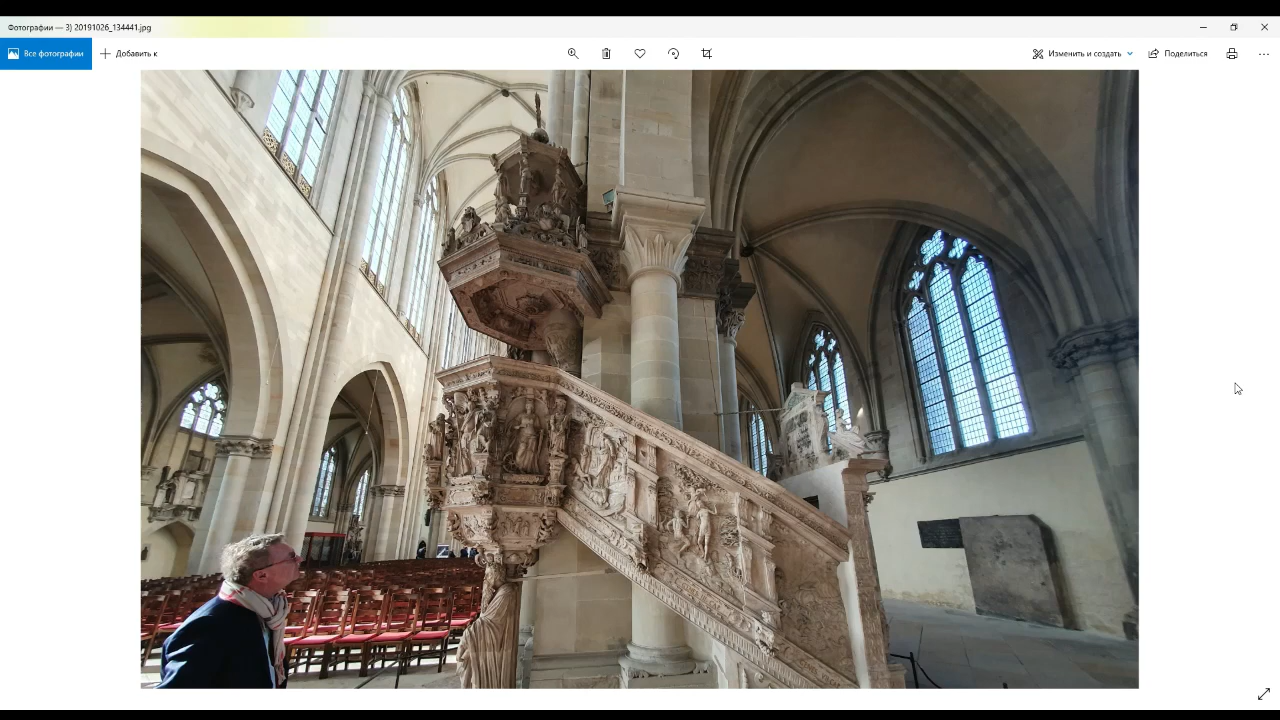 Фотографии — 3) 20191026_134441.jpg
Все фотографии
Добавить к
Изменить и создать
Поделиться